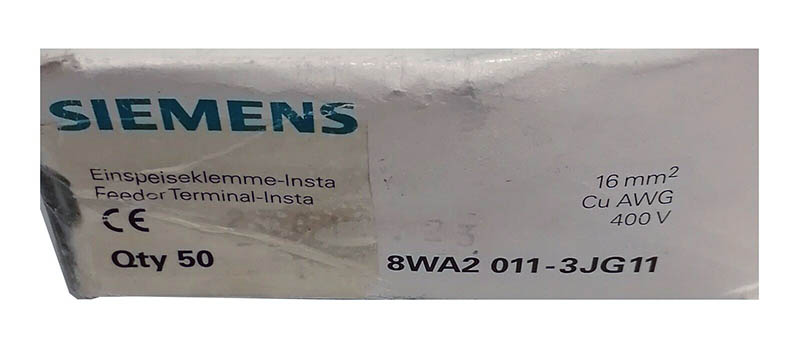 SIEMENS
Einspeiseklemme-Insta
Feeder Terminal-Insta
CE
Qty 50
16 mm²
Cu AWG
400 V
8WA2 011-3JG11